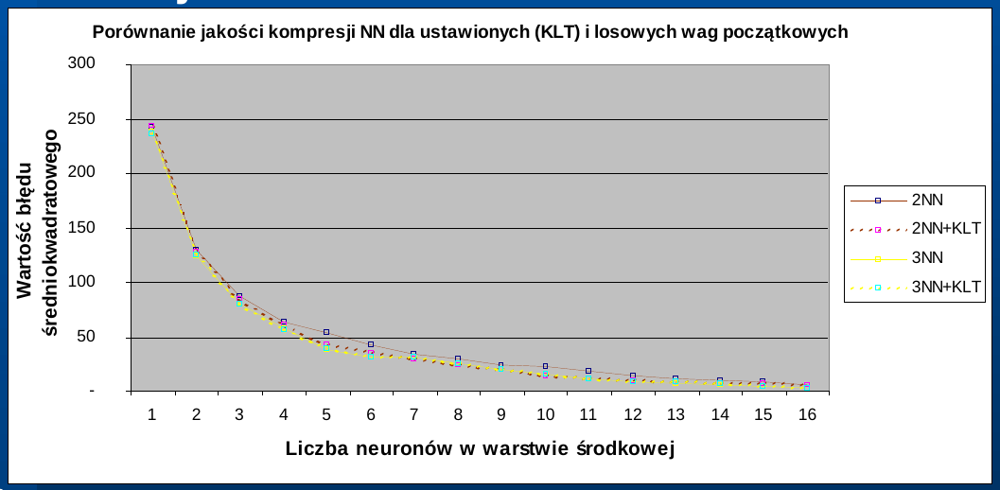 Porównanie jakości kompresji NN dla ustawionych (KLT) i losowych wag początkowych
300
250
200
150
100
50
-
Wartość błędu
średniokwadratowego
1 2 3 4 5 6 7 8 9 10 11 12 13 14 15 16
Liczba neuronów w warstwie środkowej
2NN
2NN+KLT
3NN
3NN+KLT